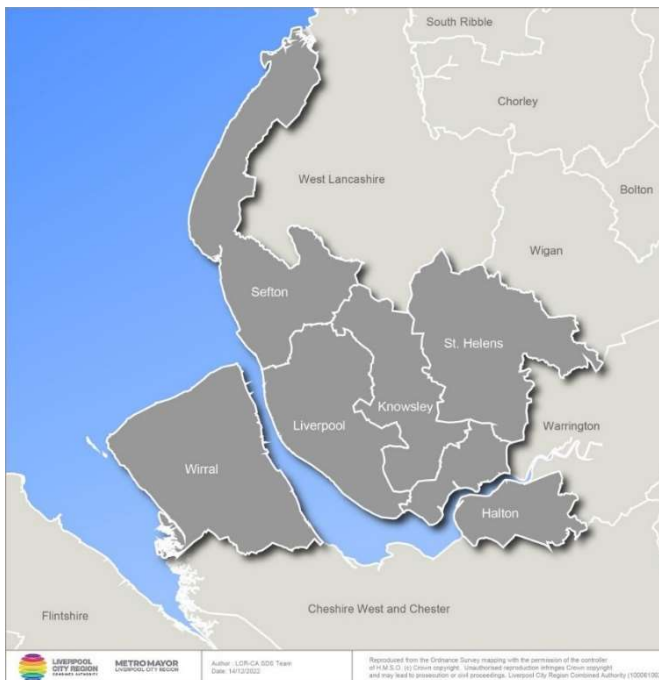 South Ribble
Chorley
West Lancashire
Bolton
Wigan
Sefton
St. Helens
Knowsley
Liverpool
Warrington
Wirral
Halton
Cheshire West and Chester
Flintshire
LIVERPOOL
CITY REGION
COMBINED AUTHORITY
METROMAYOR
LIVERPOOL CITY REGION
Author : LCR-CA SDS Team
Date: 14/12/2022
Reproduced from the Ordnance Survey mapping with the permission of the controller
of H.M.S.O. (c) Crown copyright. Unauthorised reproduction infringes Crown copyright
and may lead to prosecution or civil proceedings. Liverpool City Region Combined Authority